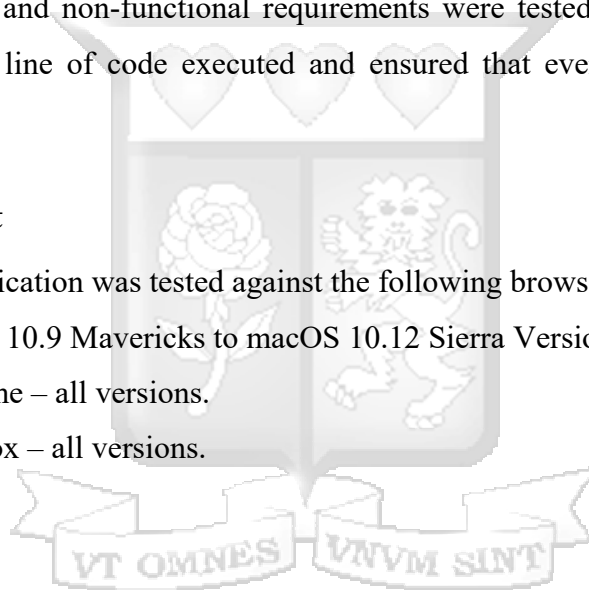 and non-functional requirements were tested
line of code executed and ensured that eve
ication was tested against the following brows
10.9 Mavericks to macOS 10.12 Sierra Versio
ne – all versions.
ox – all versions.
VT OMNES VNVM SINT